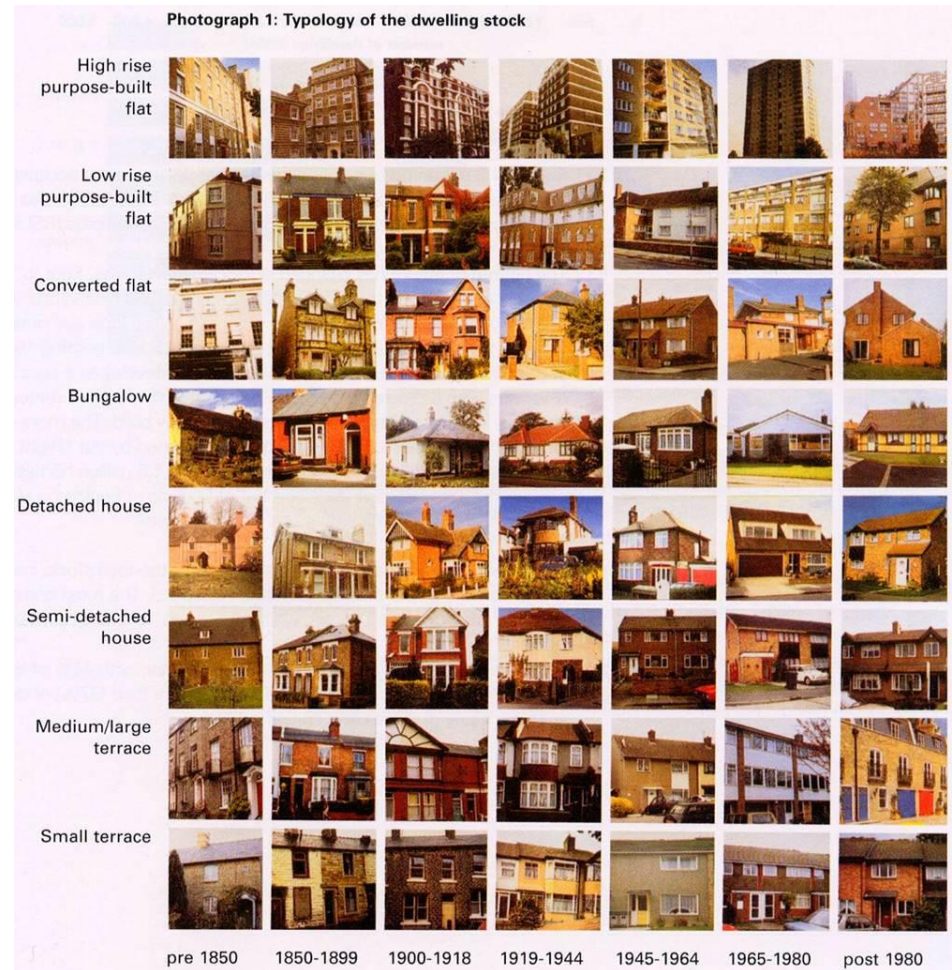 Photograph 1: Typology of the dwelling stock
High rise
purpose-built
flat
Low rise
purpose-built
flat
Converted flat
Bungalow
Detached house
Semi-detached
house
Medium/large
terrace
Small terrace
pre 1850 1850-1899 1900-1918 1919-1944 1945-1964 1965-1980 post 1980